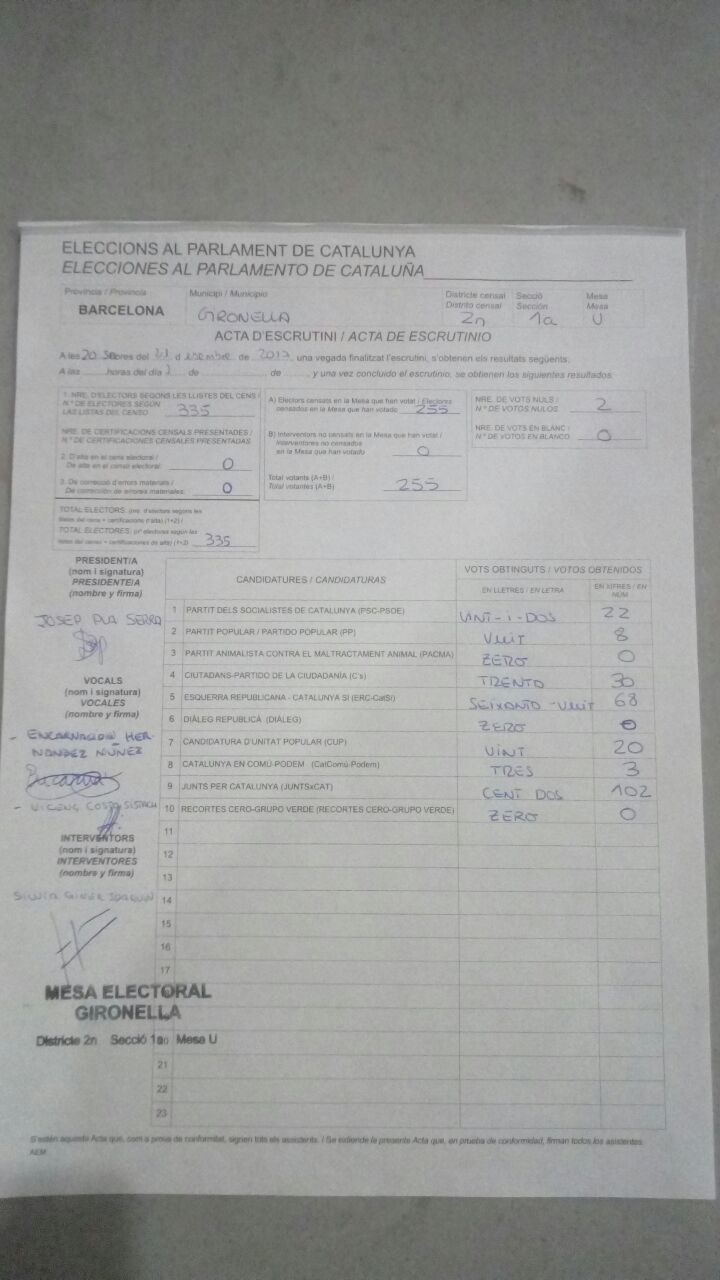 ELECCIONS AL PARLAMENT DE CATALUNYA
ELECCIONES AL PARLAMENTO DE CATALUÑA
Província / Provincia
BARCELONA
Municipi / Municipio
GIRONELLA
Districte censal
Distrito censal
2n
Secció
Sección
1a
Mesa
Mesa
U
ACTA D'ESCRUTINI / ACTA DE ESCRUTINIO
A les 20 hores del 21 d de 2017, una vegada finalitzat l'escrutini, s'obtenen els resultats següents:
A las horas del día de de , y una vez concluido el escrutinio, se obtienen los siguientes resultados:
1. NRE. D'ELECTORS SEGONS LES LLISTES DEL CENS /
N.º DE ELECTORES SEGÚN
LAS LISTAS DEL CENSO 335
NRE. DE CERTIFICACIONS CENSALS PRESENTADES /
N.º DE CERTIFICACIONES CENSALES PRESENTADAS
2. D'alta en el cens electoral /
De alta en el censo electoral: 0
3. De correcció d'errors materials /
De corrección de errores materiales: 0
TOTAL ELECTORS: (nre. d'electors segons les
llistes del cens + certificacions d'alta) (1+2) /
TOTAL ELECTORES: (nº electores según las
listas del censo + certificaciones de alta) (1+2) 335
A) Electors censats en la Mesa que han votat / Electores
censados en la Mesa que han votado 255
B) Interventors no censats en la Mesa que han votat /
Interventores no censados
en la Mesa que han votado 0
Total votants (A+B) /
Total votantes (A+B) 255
NRE. DE VOTS NULS /
N.º DE VOTOS NULOS 2
NRE. DE VOTS EN BLANC /
N.º DE VOTOS EN BLANCO 0
PRESIDENT/A
(nom i signatura)
PRESIDENTE/A
(nombre y firma)
JOSEP PLA SERRA
VOCALS
(nom i signatura)
VOCALES
(nombre y firma)
- ENCARNACION HER-
NANDEZ NÚÑEZ
- VICENÇ COSTA
INTERVENTORS
(nom i signatura)
INTERVENTORES
(nombre y firma)
SILVIA GINER JOAQUIN
CANDIDATURES / CANDIDATURAS
VOTS OBTINGUTS / VOTOS OBTENIDOS
EN LLETRES / EN LETRA
EN XIFRES / EN NÚM.
1 PARTIT DELS SOCIALISTES DE CATALUNYA (PSC-PSOE) VINT-I-DOS 22
2 PARTIT POPULAR / PARTIDO POPULAR (PP) VUIT 8
3 PARTIT ANIMALISTA CONTRA EL MALTRACTAMENT ANIMAL (PACMA) ZERO 0
4 CIUTADANS-PARTIDO DE LA CIUDADANÍA (C's) TRENTA 30
5 ESQUERRA REPUBLICANA - CATALUNYA SÍ (ERC-CatSÍ) SEIXANTA-VUIT 68
6 DIÀLEG REPUBLICÀ (DIÀLEG) ZERO 0
7 CANDIDATURA D'UNITAT POPULAR (CUP) VINT 20
8 CATALUNYA EN COMÚ-PODEM (CatComú-Podem) TRES 3
9 JUNTS PER CATALUNYA (JUNTSxCAT) CENT DOS 102
10 RECORTES CERO-GRUPO VERDE (RECORTES CERO-GRUPO VERDE) ZERO 0
11
12
13
14
15
16
17
MESA ELECTORAL
GIRONELLA
Districte 2n Secció 1a Mesa U
21
22
23
S'estén aquesta Acta que, com a prova de conformitat, signen tots els assistents. / Se extiende la presente Acta que, en prueba de conformidad, firman todos los asistentes.
AEM